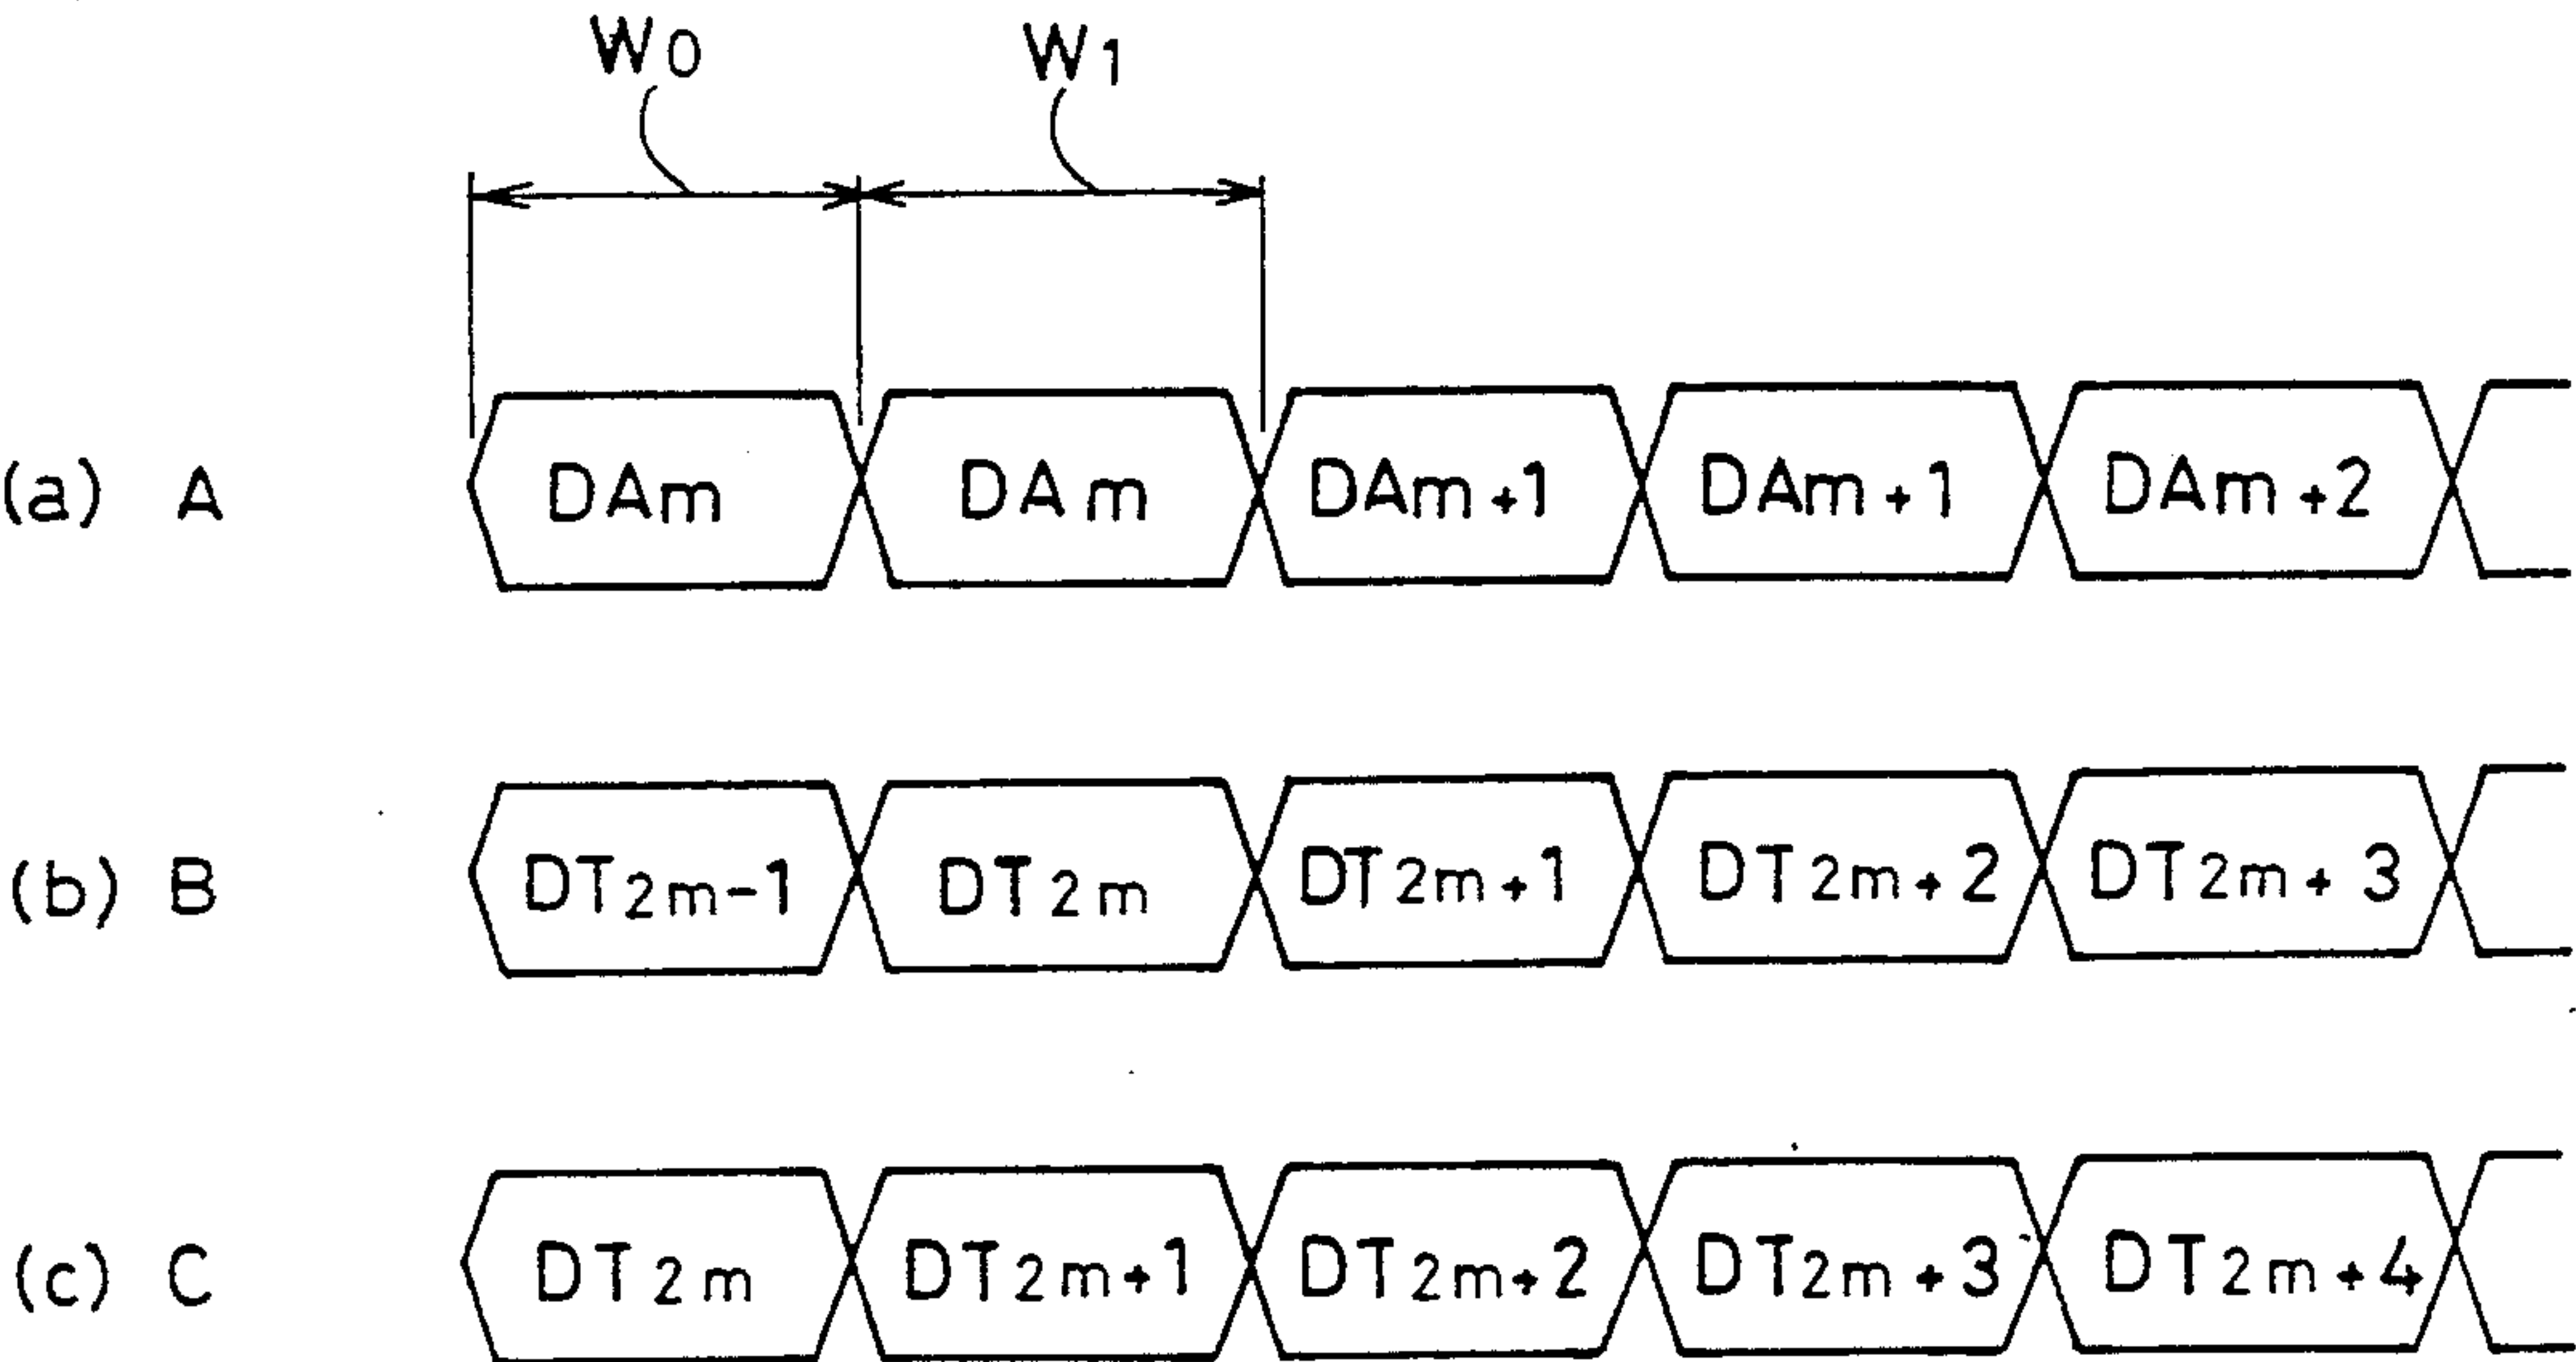 W0 W1
(a) A DAm DAm DAm+1 DAm+1 DAm+2
(b) B DT2m-1 DT2m DT2m+1 DT2m+2 DT2m+3
(c) C DT2m DT2m+1 DT2m+2 DT2m+3 DT2m+4